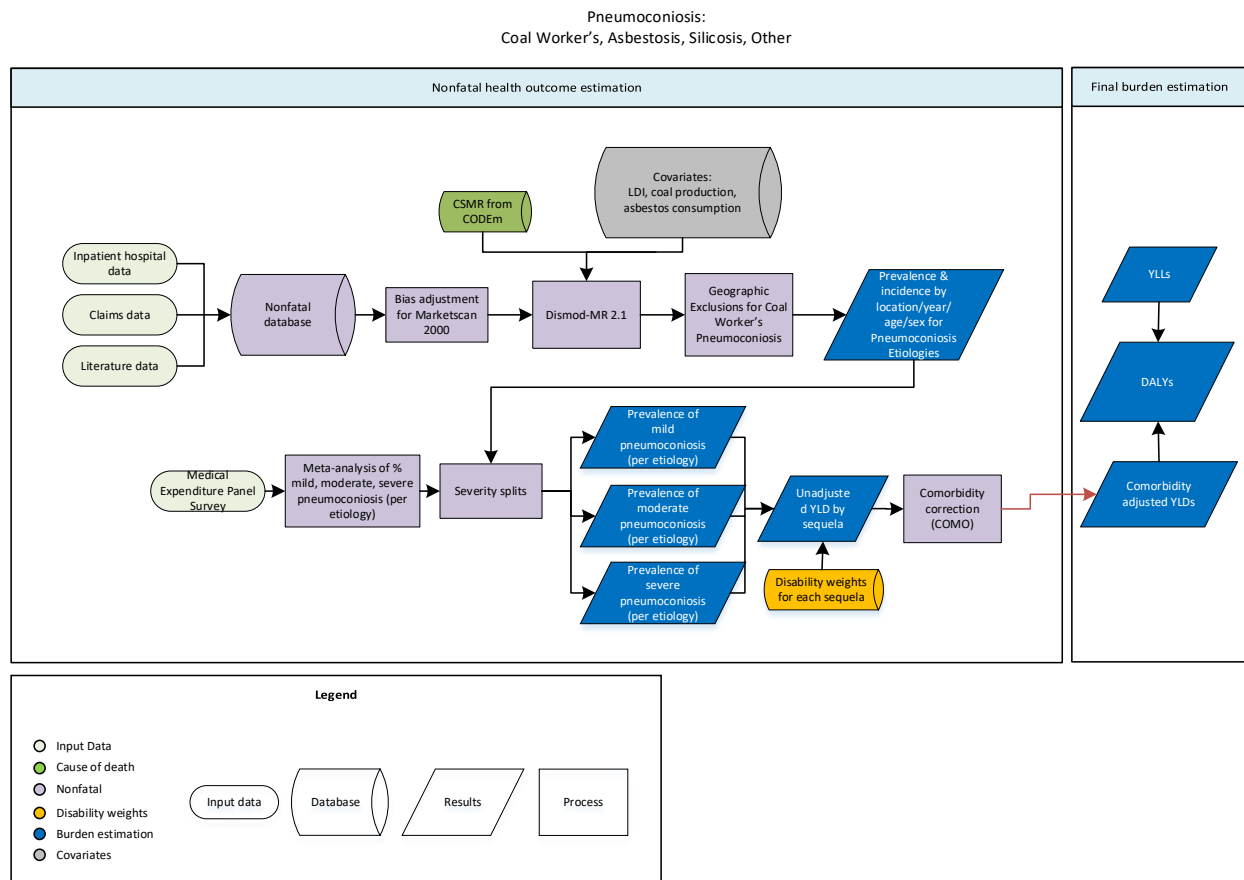 Pneumoconiosis:
Coal Worker's, Asbestosis, Silicosis, Other
Nonfatal health outcome estimation
Final burden estimation
Covariates:
LDI, coal production,
asbestos consumption
CSMR from
CODEm
Inpatient hospital
data
Claims data
Literature data
Nonfatal
database
Bias adjustment
for Marketscan
2000
Dismod-MR 2.1
Geographic
Exclusions for Coal
Worker's
Pneumoconiosis
Prevalence &
incidence by
location/year/
age/sex for
Pneumoconiosis
Etiologies
YLLs
DALYs
Comorbidity
adjusted YLDs
Medical
Expenditure Panel
Survey
Meta-analysis of %
mild, moderate, severe
pneumoconiosis (per
etiology)
Severity splits
Prevalence of
mild
pneumoconiosis
(per etiology)
Prevalence of
moderate
pneumoconiosis
(per etiology)
Prevalence of
severe
pneumoconiosis
(per etiology)
Unadjuste
d YLD by
sequela
Disability weights
for each sequela
Comorbidity
correction
(COMO)
Legend
Input Data
Cause of death
Nonfatal
Disability weights
Burden estimation
Covariates
Input data
Database
Results
Process